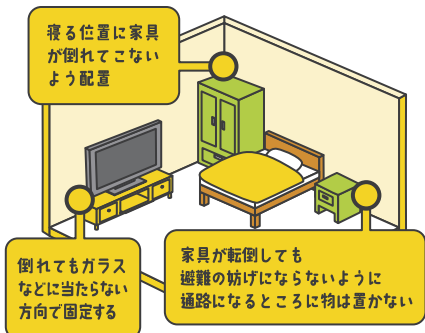 寝る位置に家具
が倒れてこない
よう配置
倒れてもガラス
などに当たらない
方向で固定する
家具が転倒しても
避難の妨げにならないように
通路になるところに物は置かない